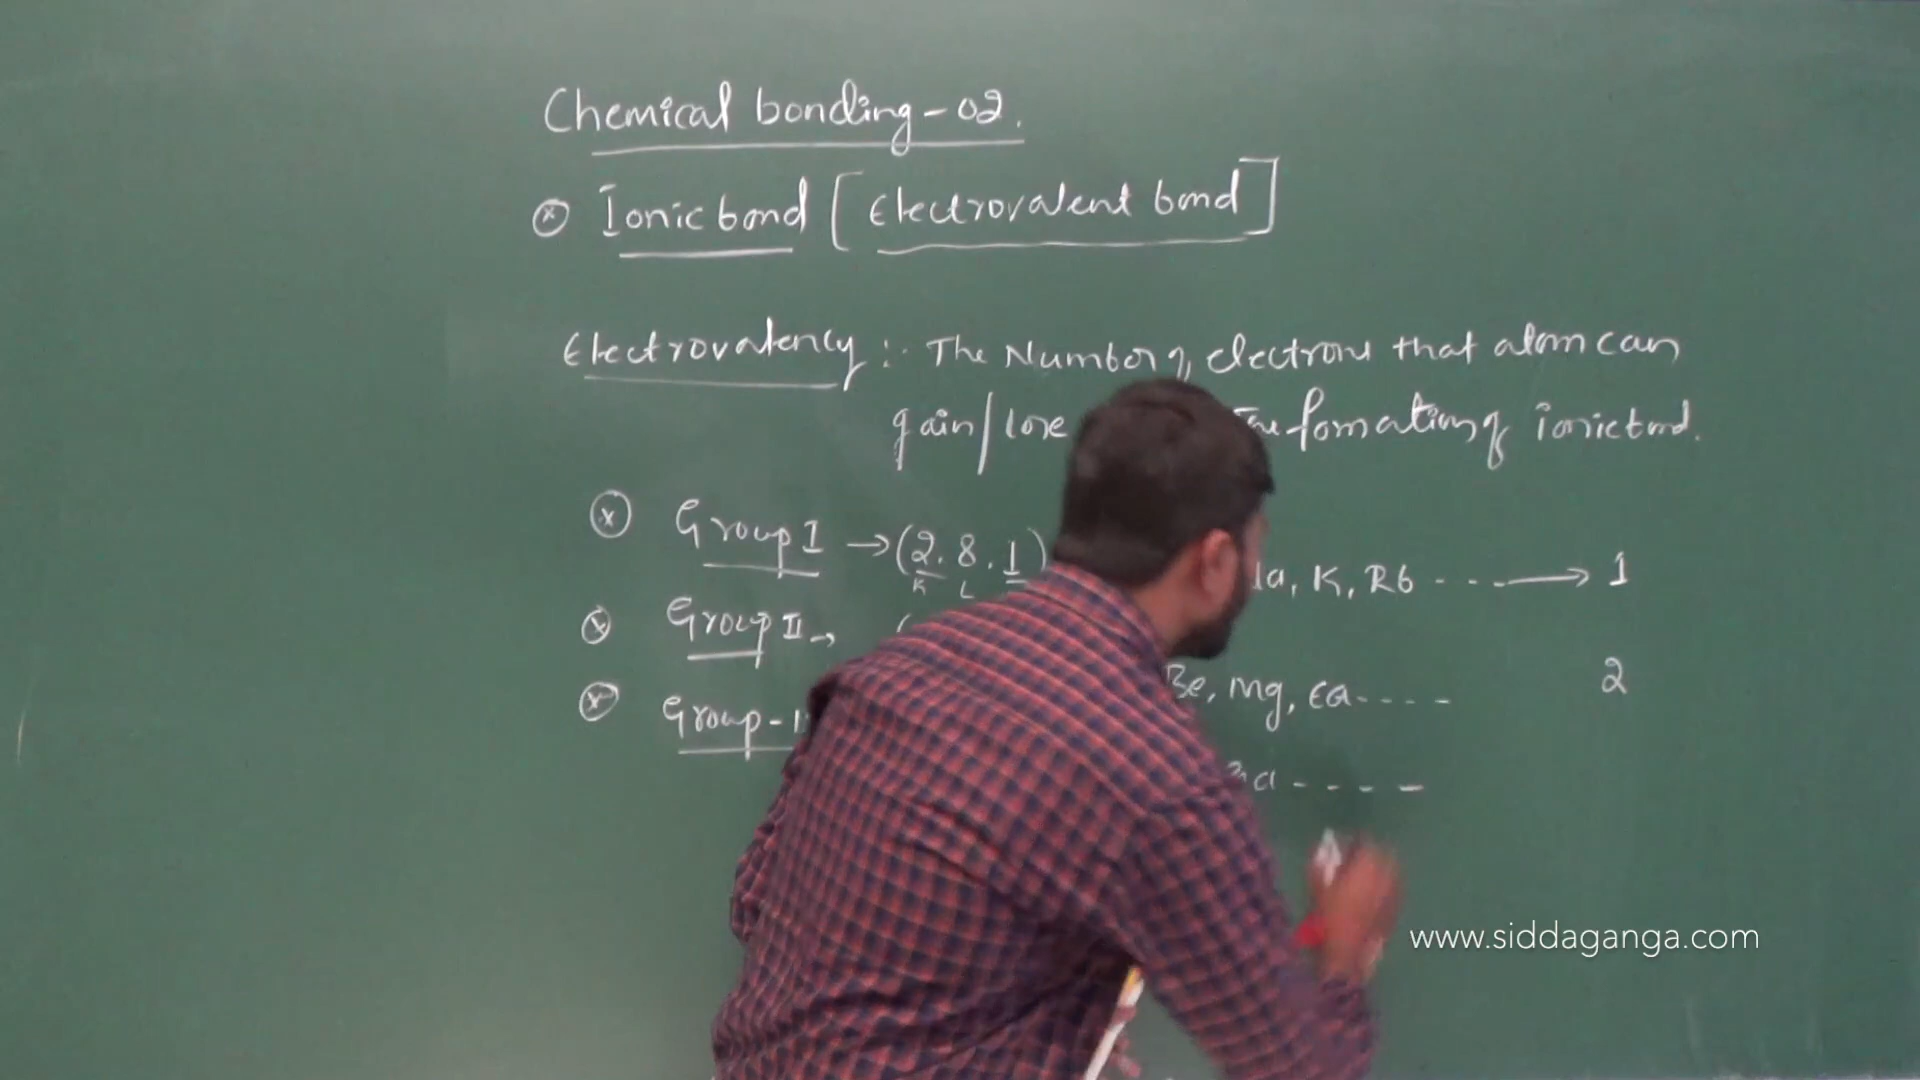 Chemical bonding - 02.
Ionic bond [Electrovalent bond]
Electrovalency :- The Number of electrons that atom can
gain/lose the formation of ionic bond.
Group I → (2. 8. 1) K, Rb ----→ 1
K L
Group II → Be, Mg, Ca---- 2
Group -
www.siddaganga.com